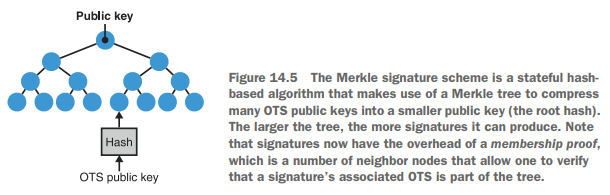 Public key
Hash
OTS public key
Figure 14.5 The Merkle signature scheme is a stateful hash-
based algorithm that makes use of a Merkle tree to compress
many OTS public keys into a smaller public key (the root hash).
The larger the tree, the more signatures it can produce. Note
that signatures now have the overhead of a membership proof,
which is a number of neighbor nodes that allow one to verify
that a signature's associated OTS is part of the tree.